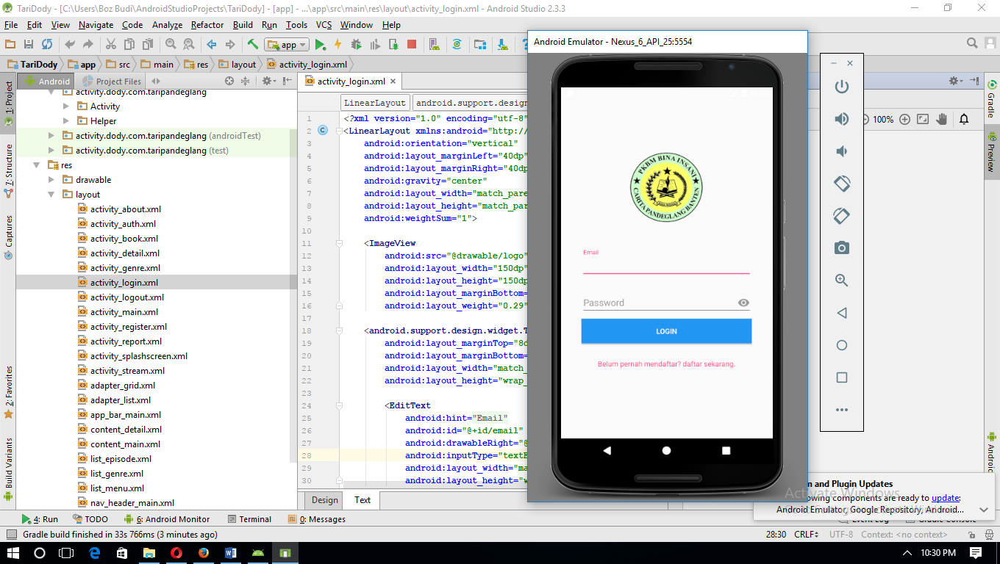 TariDody - [C:\Users\Boz Budi\AndroidStudioProjects\TariDody] - [app] - ...\app\src\main\res\layout\activity_login.xml - Android Studio 2.3.3
File Edit View Navigate Code Analyze Refactor Build Run Tools VCS Window Help
app
TariDody app src main res layout activity_login.xml
Android Project Files
activity.dody.com.taripandeglang
Activity
Helper
activity.dody.com.taripandeglang (androidTest)
activity.dody.com.taripandeglang (test)
res
drawable
layout
activity_about.xml
activity_auth.xml
activity_book.xml
activity_detail.xml
activity_genre.xml
activity_login.xml
activity_logout.xml
activity_main.xml
activity_register.xml
activity_report.xml
activity_splashscreen.xml
activity_stream.xml
adapter_grid.xml
adapter_list.xml
app_bar_main.xml
content_detail.xml
content_main.xml
list_episode.xml
list_genre.xml
list_menu.xml
nav_header_main.xml
1: Project
7: Structure
Captures
2: Favorites
Build Variants
activity_login.xml
LinearLayout android.support.design
1 <?xml version="1.0" encoding="utf-8"
2 <LinearLayout xmlns:android="http://
3 android:orientation="vertical"
4 android:layout_marginLeft="40dp"
5 android:layout_marginRight="40dp
6 android:gravity="center"
7 android:layout_width="match_pare
8 android:layout_height="match_par
9 android:weightSum="1">
10
11 <ImageView
12 android:src="@drawable/logo"
13 android:layout_width="150dp"
14 android:layout_height="150dp
15 android:layout_marginBottom=
16 android:layout_weight="0.29"
17
18 <android.support.design.widget.T
19 android:layout_marginTop="8d
20 android:layout_marginBottom=
21 android:layout_width="match_
22 android:layout_height="wrap_
23
24 <EditText
25 android:hint="Email"
26 android:id="@+id/email"
27 android:drawableRight="@
28 android:inputType="textE
29 android:layout_width="ma
30 android:layout_height="w
Design Text
Android Emulator - Nexus_6_API_25:5554
PKBM BINA INSANI
CARITA PANDEGLANG BANTEN
Email
Password
LOGIN
Belum pernah mendaftar? daftar sekarang.
100%
Gradle
Preview
Android
n and Plugin Updates
owing components are ready to update:
Android Emulator, Google Repository, Android...
Activate Windows
Event Log Gradle Console
4: Run TODO 6: Android Monitor Terminal 0: Messages
Gradle build finished in 33s 766ms (3 minutes ago)
28:30 CRLF UTF-8 Context: <no context>
10:30 PM